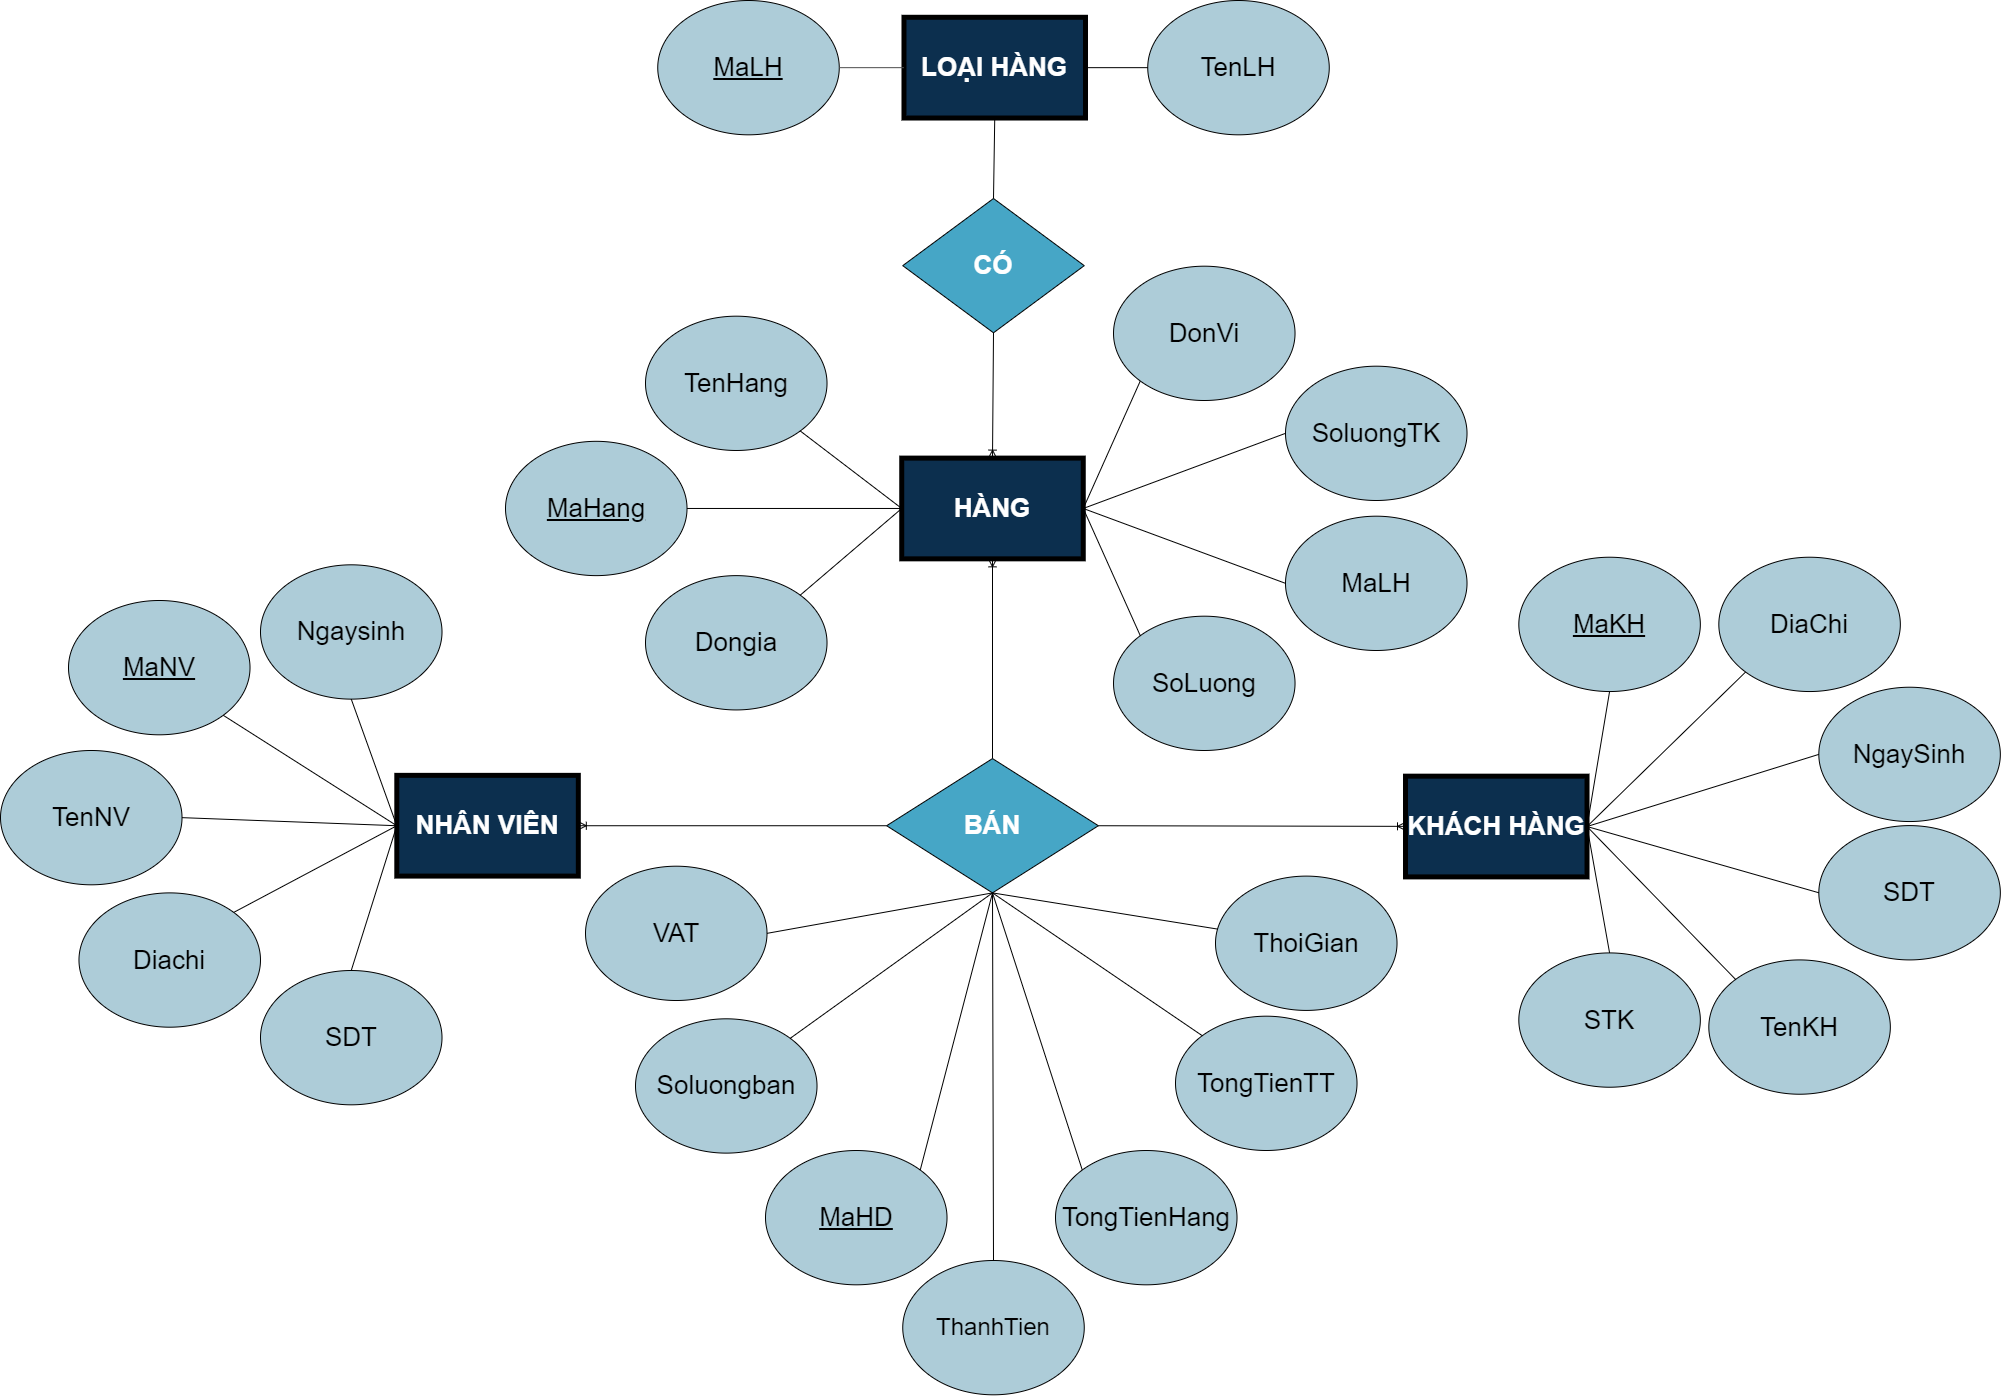 MaLH
LOẠI HÀNG
TenLH
CÓ
DonVi
TenHang
SoluongTK
MaHang
HÀNG
MaLH
Dongia
SoLuong
Ngaysinh
MaNV
TenNV
NHÂN VIÊN
Diachi
SDT
BÁN
MaKH
DiaChi
NgaySinh
KHÁCH HÀNG
SDT
STK
TenKH
VAT
ThoiGian
Soluongban
TongTienTT
MaHD
TongTienHang
ThanhTien